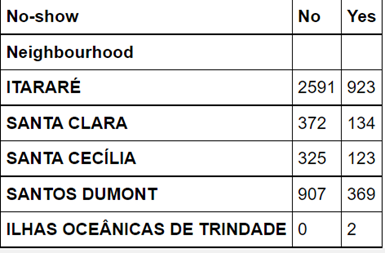 No-show No Yes
Neighbourhood
ITARARÉ 2591 923
SANTA CLARA 372 134
SANTA CECÍLIA 325 123
SANTOS DUMONT 907 369
ILHAS OCEÂNICAS DE TRINDADE 0 2